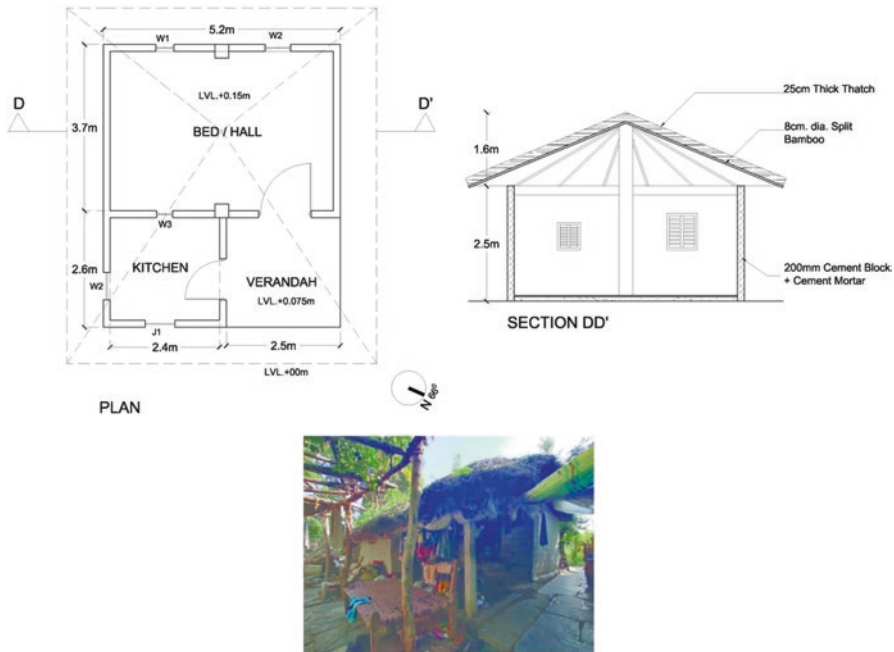 5.2m
W1
W2
LVL.+0.15m
D
D'
3.7m
BED / HALL
W3
2.6m
KITCHEN
W2
VERANDAH
LVL.+0.075m
J1
2.4m
2.5m
LVL.+00m
PLAN
N 66º
25cm Thick Thatch
8cm. dia. Split
Bamboo
1.6m
2.5m
200mm Cement Block
+ Cement Mortar
SECTION DD'